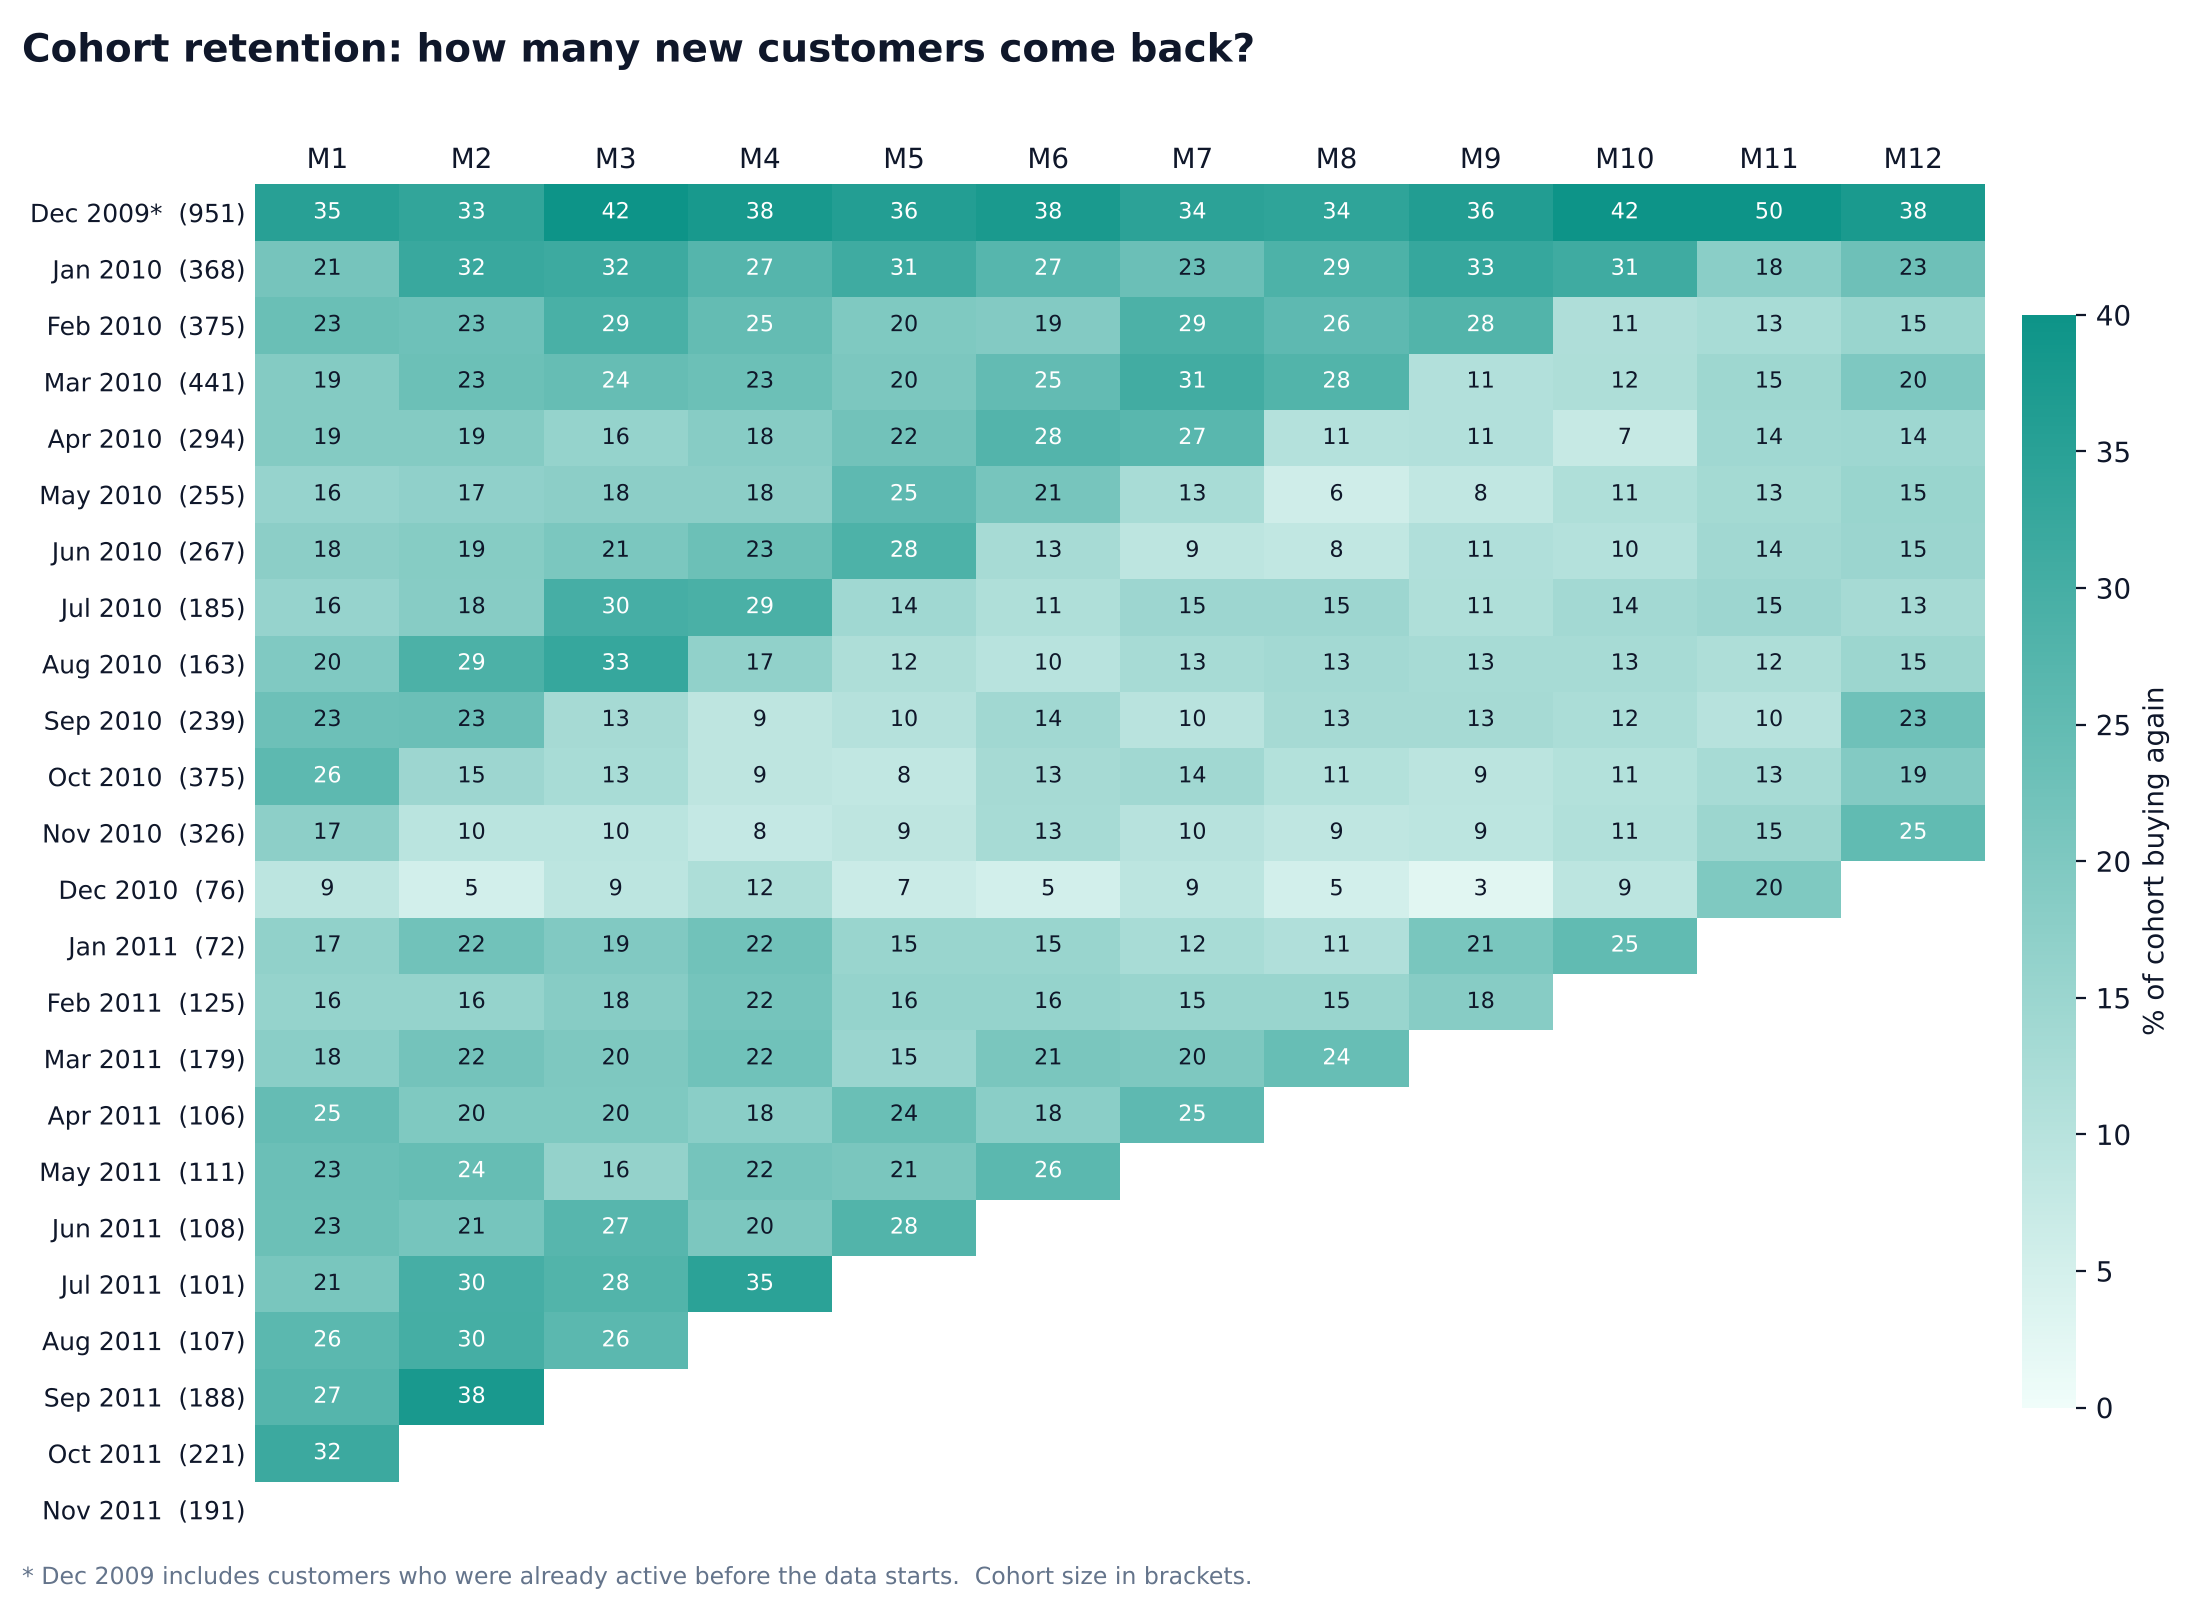 Cohort retention: how many new customers come back?
M1 M2 M3 M4 M5 M6 M7 M8 M9 M10 M11 M12
Dec 2009* (951) 35 33 42 38 36 38 34 34 36 42 50 38
Jan 2010 (368) 21 32 32 27 31 27 23 29 33 31 18 23
Feb 2010 (375) 23 23 29 25 20 19 29 26 28 11 13 15
Mar 2010 (441) 19 23 24 23 20 25 31 28 11 12 15 20
Apr 2010 (294) 19 19 16 18 22 28 27 11 11 7 14 14
May 2010 (255) 16 17 18 18 25 21 13 6 8 11 13 15
Jun 2010 (267) 18 19 21 23 28 13 9 8 11 10 14 15
Jul 2010 (185) 16 18 30 29 14 11 15 15 11 14 15 13
Aug 2010 (163) 20 29 33 17 12 10 13 13 13 13 12 15
Sep 2010 (239) 23 23 13 9 10 14 10 13 13 12 10 23
Oct 2010 (375) 26 15 13 9 8 13 14 11 9 11 13 19
Nov 2010 (326) 17 10 10 8 9 13 10 9 9 11 15 25
Dec 2010 (76) 9 5 9 12 7 5 9 5 3 9 20
Jan 2011 (72) 17 22 19 22 15 15 12 11 21 25
Feb 2011 (125) 16 16 18 22 16 16 15 15 18
Mar 2011 (179) 18 22 20 22 15 21 20 24
Apr 2011 (106) 25 20 20 18 24 18 25
May 2011 (111) 23 24 16 22 21 26
Jun 2011 (108) 23 21 27 20 28
Jul 2011 (101) 21 30 28 35
Aug 2011 (107) 26 30 26
Sep 2011 (188) 27 38
Oct 2011 (221) 32
Nov 2011 (191)
40
35
30
25
20
15
10
5
0
% of cohort buying again
* Dec 2009 includes customers who were already active before the data starts. Cohort size in brackets.